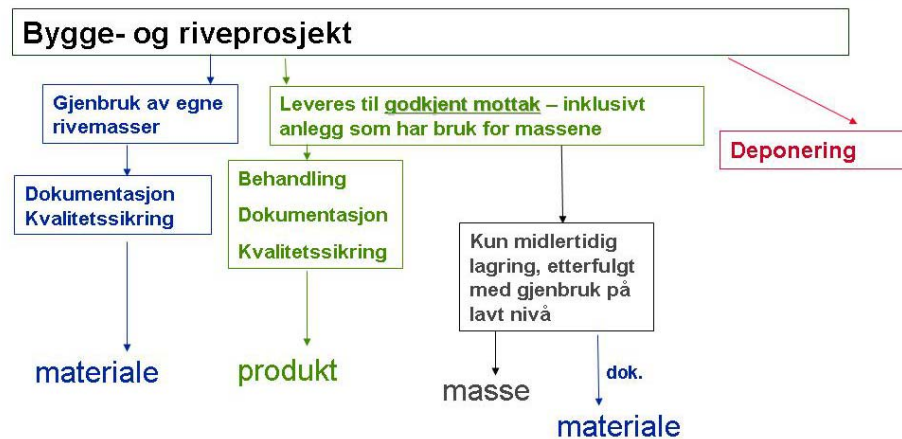 Bygge- og riveprosjekt
Gjenbruk av egne
rivemasser
Leveres til godkjent mottak – inklusivt
anlegg som har bruk for massene
Deponering
Dokumentasjon
Kvalitetssikring
Behandling
Dokumentasjon
Kvalitetssikring
Kun midlertidig
lagring, etterfulgt
med gjenbruk på
lavt nivå
materiale
produkt
masse
dok.
materiale